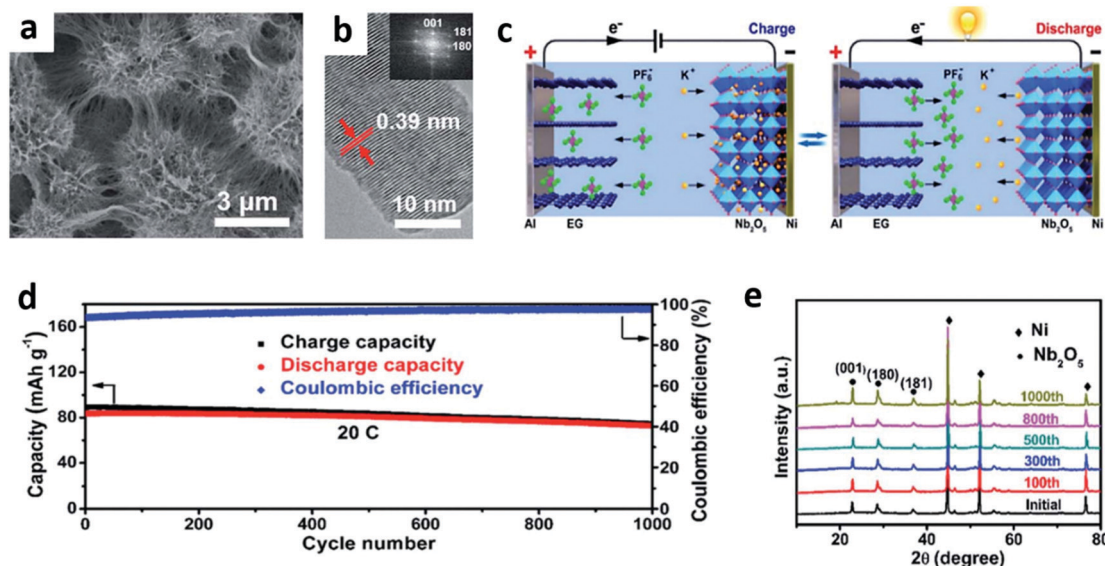 a
3 μm
b
001
181
180
0.39 nm
10 nm
c
e⁻
Charge
+
−
PF₆⁻
K⁺
Al
EG
Nb₂O₅
Ni
e⁻
Discharge
+
−
PF₆⁻
K⁺
Al
EG
Nb₂O₅
Ni
d
Capacity (mAh g⁻¹)
160
120
80
40
0
Charge capacity
Discharge capacity
Coulombic efficiency
20 C
100
80
60
40
20
0
Coulombic efficiency (%)
0
200
400
600
800
1000
Cycle number
e
Intensity (a.u.)
Ni
Nb₂O₅
(001)
(180)
(181)
1000th
800th
500th
300th
100th
Initial
20
40
60
80
2θ (degree)